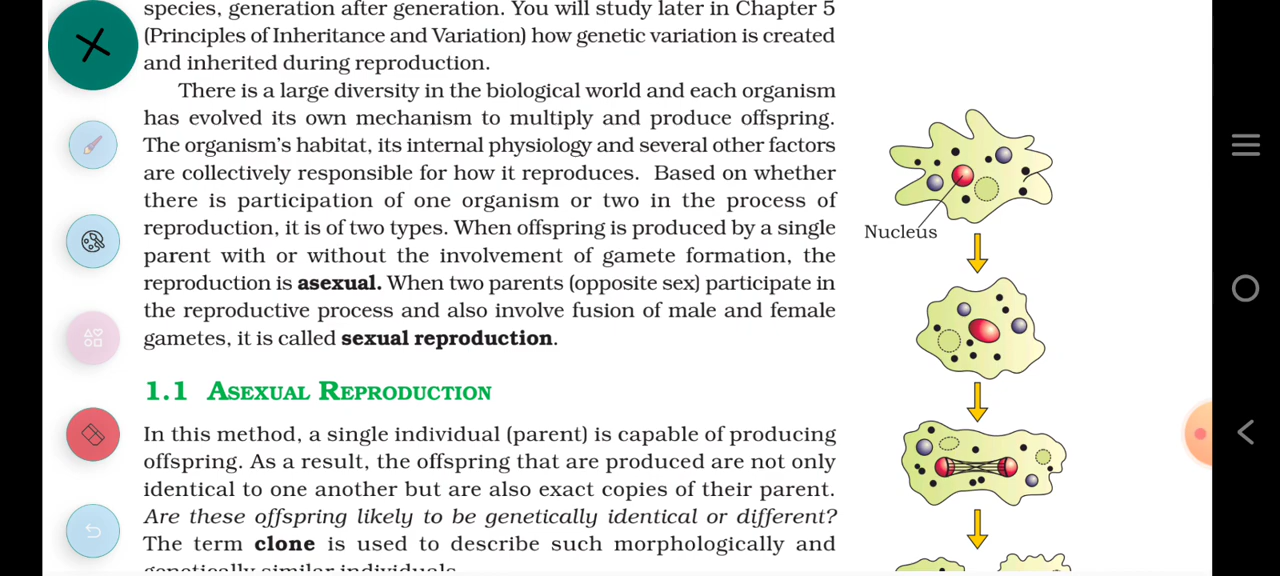 species, generation after generation. You will study later in Chapter 5
(Principles of Inheritance and Variation) how genetic variation is created
and inherited during reproduction.
There is a large diversity in the biological world and each organism
has evolved its own mechanism to multiply and produce offspring.
The organism's habitat, its internal physiology and several other factors
are collectively responsible for how it reproduces. Based on whether
there is participation of one organism or two in the process of
reproduction, it is of two types. When offspring is produced by a single
parent with or without the involvement of gamete formation, the
reproduction is asexual. When two parents (opposite sex) participate in
the reproductive process and also involve fusion of male and female
gametes, it is called sexual reproduction.
1.1 ASEXUAL REPRODUCTION
In this method, a single individual (parent) is capable of producing
offspring. As a result, the offspring that are produced are not only
identical to one another but are also exact copies of their parent.
Are these offspring likely to be genetically identical or different?
The term clone is used to describe such morphologically and
genetically similar individuals.
Nucleus